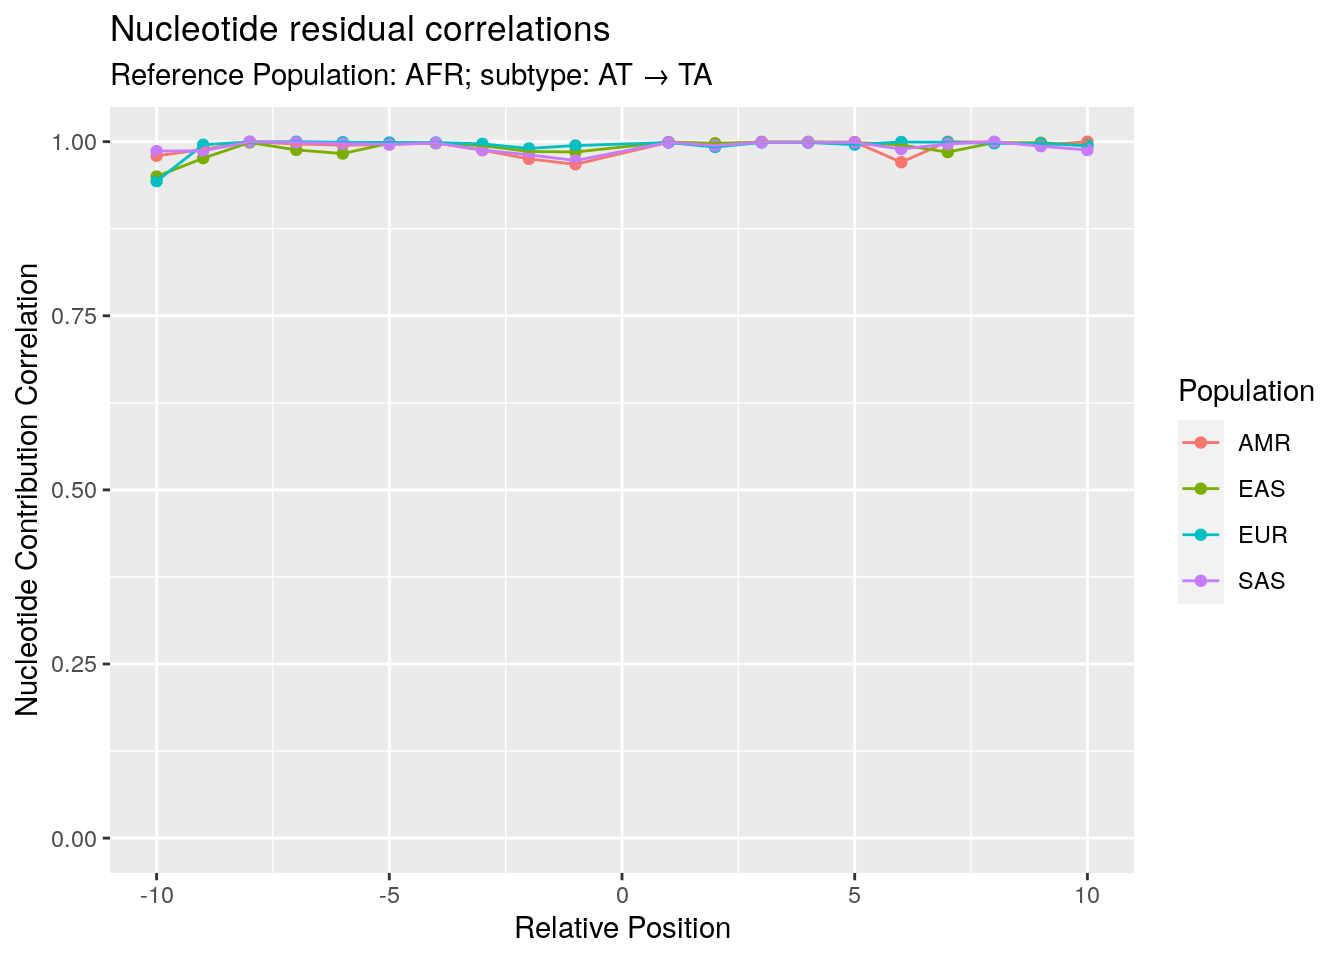 Nucleotide residual correlations
Reference Population: AFR; subtype: AT → TA
Nucleotide Contribution Correlation
1.00
0.75
0.50
0.25
0.00
-10
-5
0
5
10
Relative Position
Population
AMR
EAS
EUR
SAS